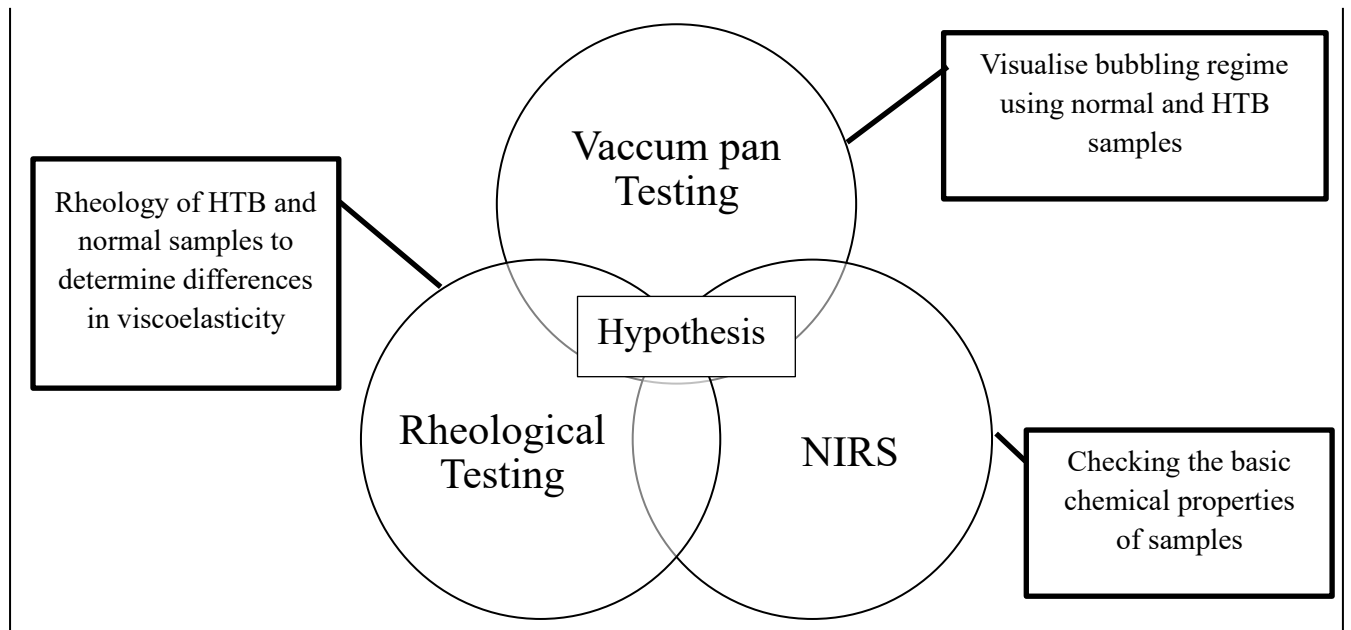 Vaccum pan
Testing
Visualise bubbling regime
using normal and HTB
samples
Rheology of HTB and
normal samples to
determine differences
in viscoelasticity
Hypothesis
Rheological
Testing
NIRS
Checking the basic
chemical properties
of samples